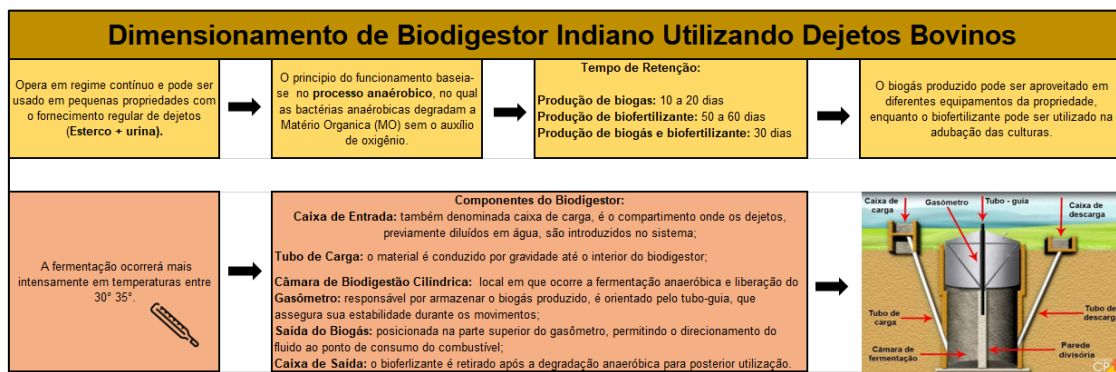 Dimensionamento de Biodigestor Indiano Utilizando Dejetos Bovinos
Opera em regime contínuo e pode ser
usado em pequenas propriedades com
o fornecimento regular de dejetos
(Esterco + urina).
O principio do funcionamento baseia-
se no processo anaeróbico, no qual
as bactérias anaeróbicas degradam a
Matério Organica (MO) sem o auxílio
de oxigênio.
Tempo de Retenção:
Produção de biogas: 10 a 20 dias
Produção de biofertilizante: 50 a 60 dias
Produção de biogás e biofertilizante: 30 dias
O biogás produzido pode ser aproveitado em
diferentes equipamentos da propriedade,
enquanto o biofertilizante pode ser utilizado na
adubação das culturas.
A fermentação ocorrerá mais
intensamente em temperaturas entre
30° 35°.
Componentes do Biodigestor:
Caixa de Entrada: também denominada caixa de carga, é o compartimento onde os dejetos,
previamente diluídos em água, são introduzidos no sistema;
Tubo de Carga: o material é conduzido por gravidade até o interior do biodigestor;
Câmara de Biodigestão Cilíndrica: local em que ocorre a fermentação anaeróbica e liberação do
Gasômetro: responsável por armazenar o biogás produzido, é orientado pelo tubo-guia, que
assegura sua estabilidade durante os movimentos;
Saída do Biogás: posicionada na parte superior do gasômetro, permitindo o direcionamento do
fluido ao ponto de consumo do combustível;
Caixa de Saída: o bioferlizante é retirado após a degradação anaeróbica para posterior utilização.
Caixa de
carga
Gasômetro
Tubo - guia
Caixa de
descarga
Tubo de
carga
Tubo de
descarga
Câmara de
fermentação
Parede
divisória